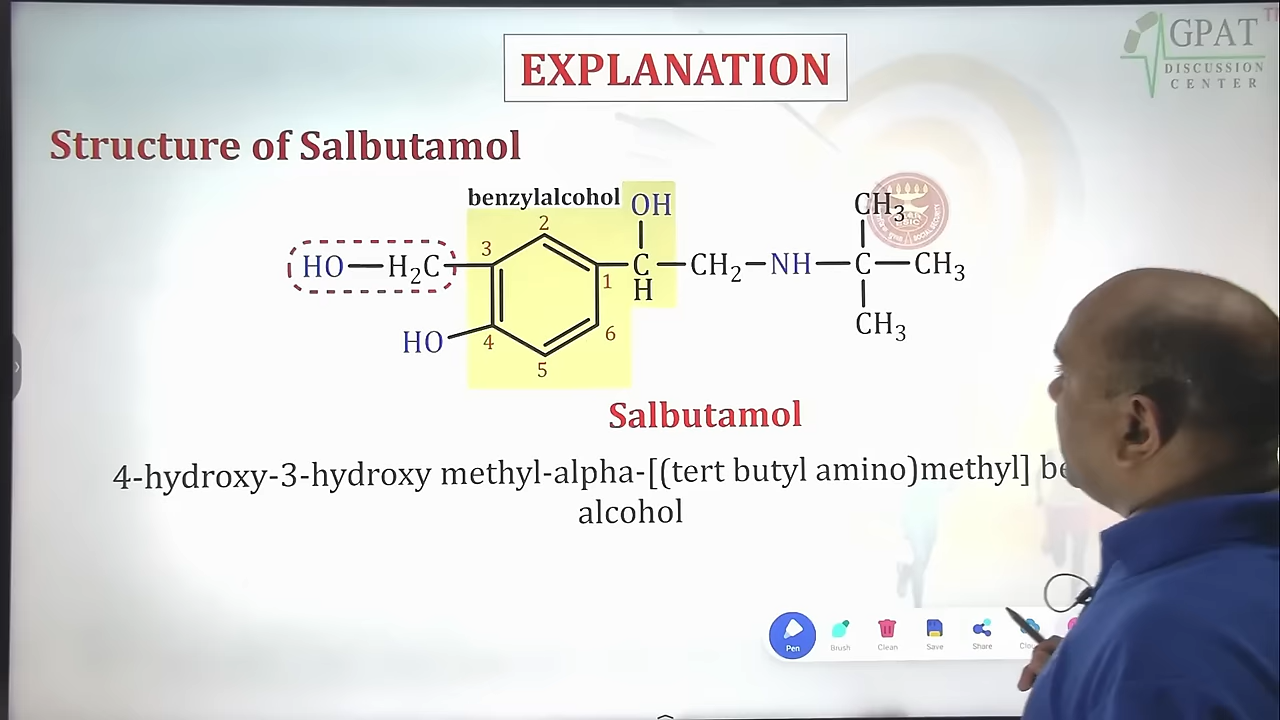 EXPLANATION
GPAT
DISCUSSION
CENTER
Structure of Salbutamol
benzylalcohol
OH
CH3
2
3
HO
H2C
C
H
CH2
NH
C
CH3
1
HO
4
6
5
CH3
Salbutamol
4-hydroxy-3-hydroxy methyl-alpha-[(tert butyl amino)methyl]
alcohol
Pen
Brush
Clean
Save
Share